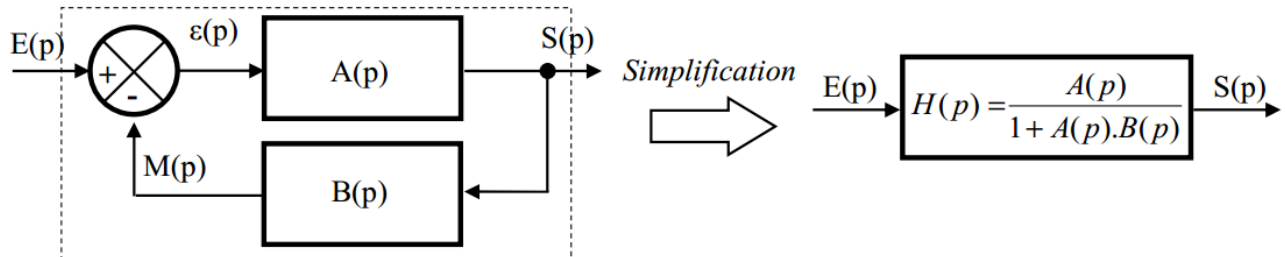 E(p)
+
-
ε(p)
A(p)
S(p)
M(p)
B(p)
Simplification
E(p)
H(p) = A(p) / 1 + A(p).B(p)
S(p)